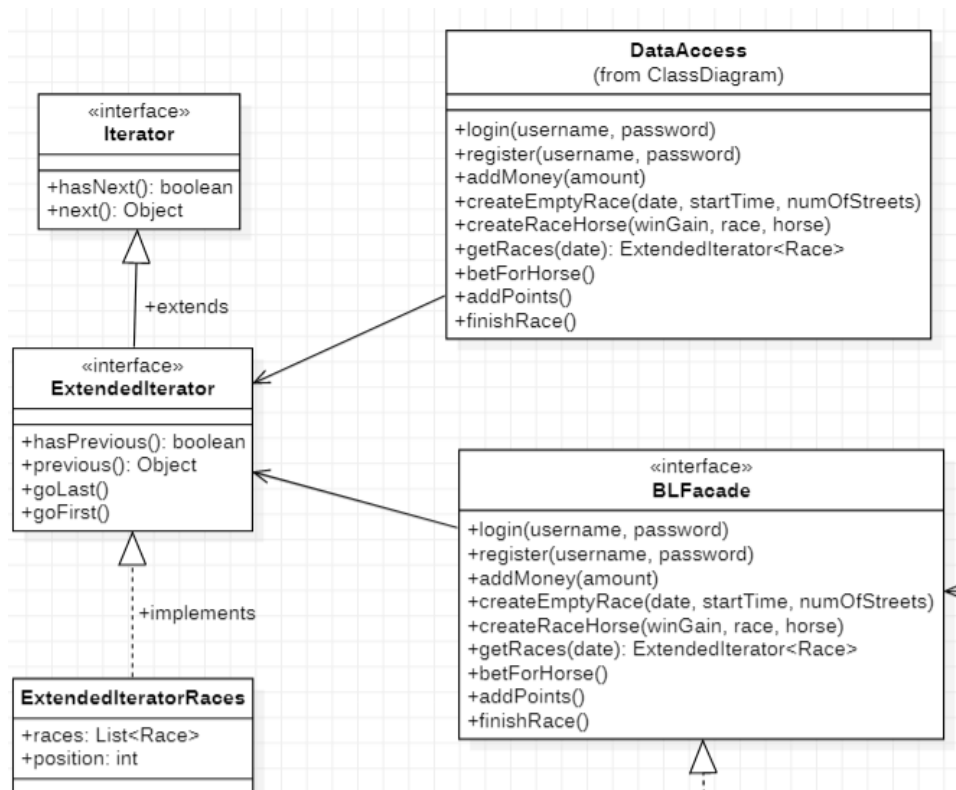 «interface»
Iterator
+hasNext(): boolean
+next(): Object
+extends
«interface»
ExtendedIterator
+hasPrevious(): boolean
+previous(): Object
+goLast()
+goFirst()
+implements
ExtendedIteratorRaces
+races: List<Race>
+position: int
DataAccess
(from ClassDiagram)
+login(username, password)
+register(username, password)
+addMoney(amount)
+createEmptyRace(date, startTime, numOfStreets)
+createRaceHorse(winGain, race, horse)
+getRaces(date): ExtendedIterator<Race>
+betForHorse()
+addPoints()
+finishRace()
«interface»
BLFacade
+login(username, password)
+register(username, password)
+addMoney(amount)
+createEmptyRace(date, startTime, numOfStreets)
+createRaceHorse(winGain, race, horse)
+getRaces(date): ExtendedIterator<Race>
+betForHorse()
+addPoints()
+finishRace()